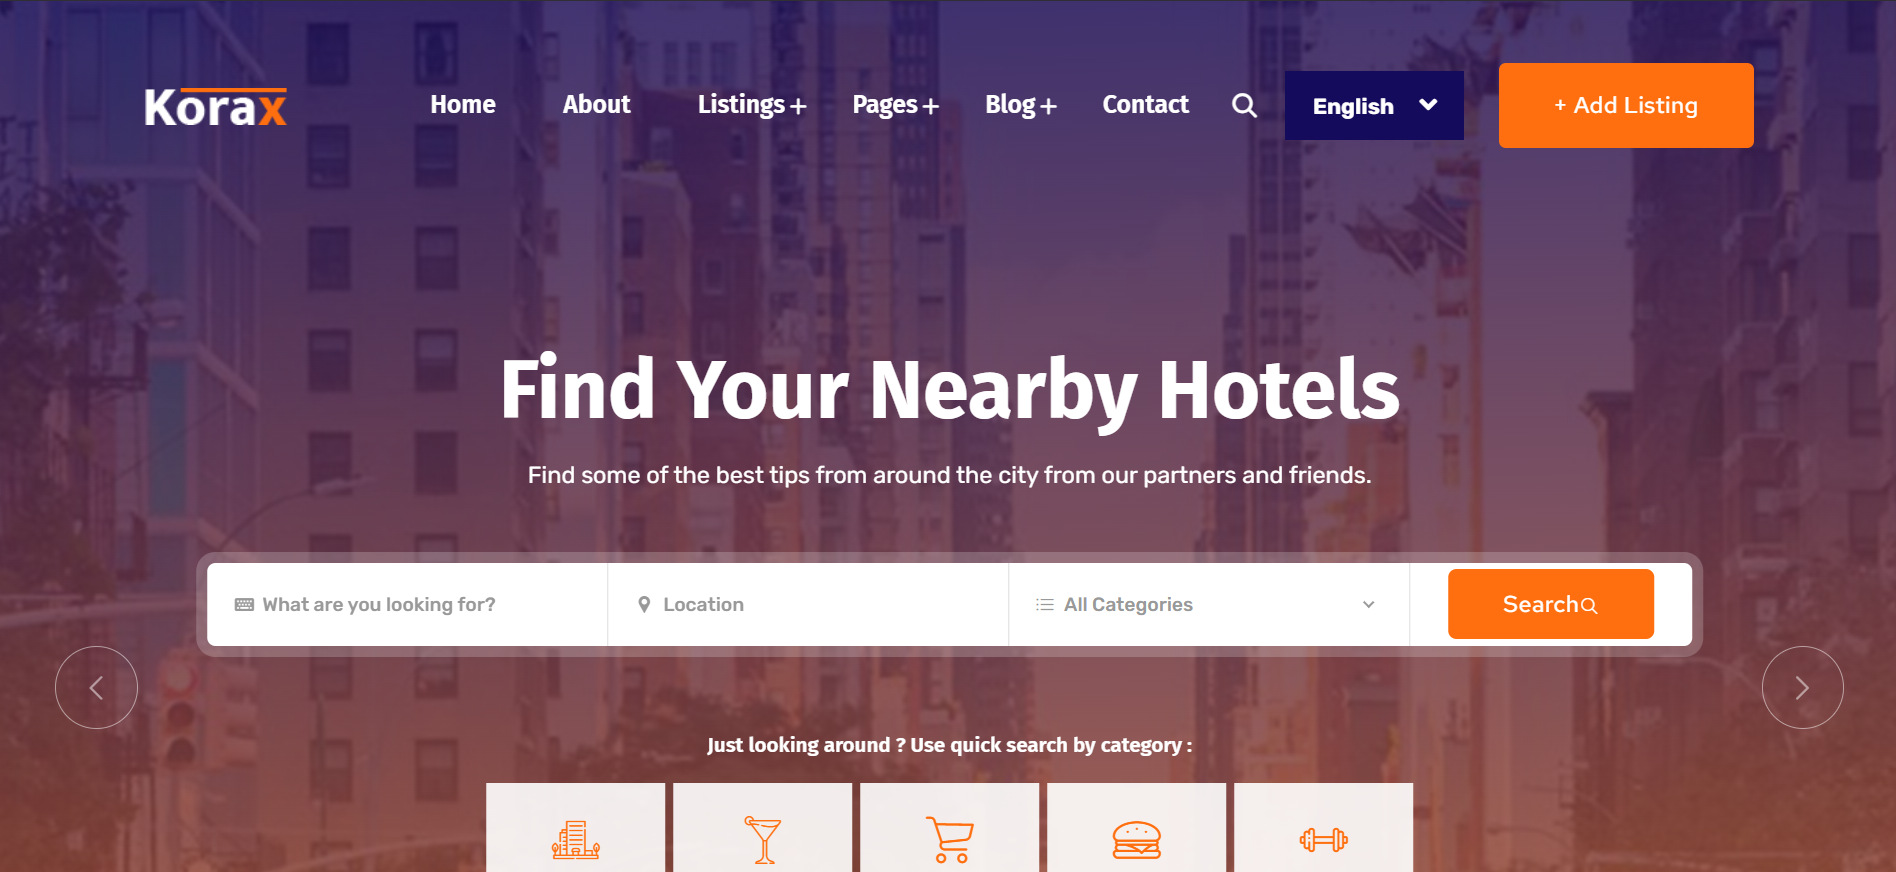 Korax
Home About Listings+ Pages+ Blog+ Contact English + Add Listing
Find Your Nearby Hotels
Find some of the best tips from around the city from our partners and friends.
What are you looking for? Location All Categories Search
Just looking around ? Use quick search by category :